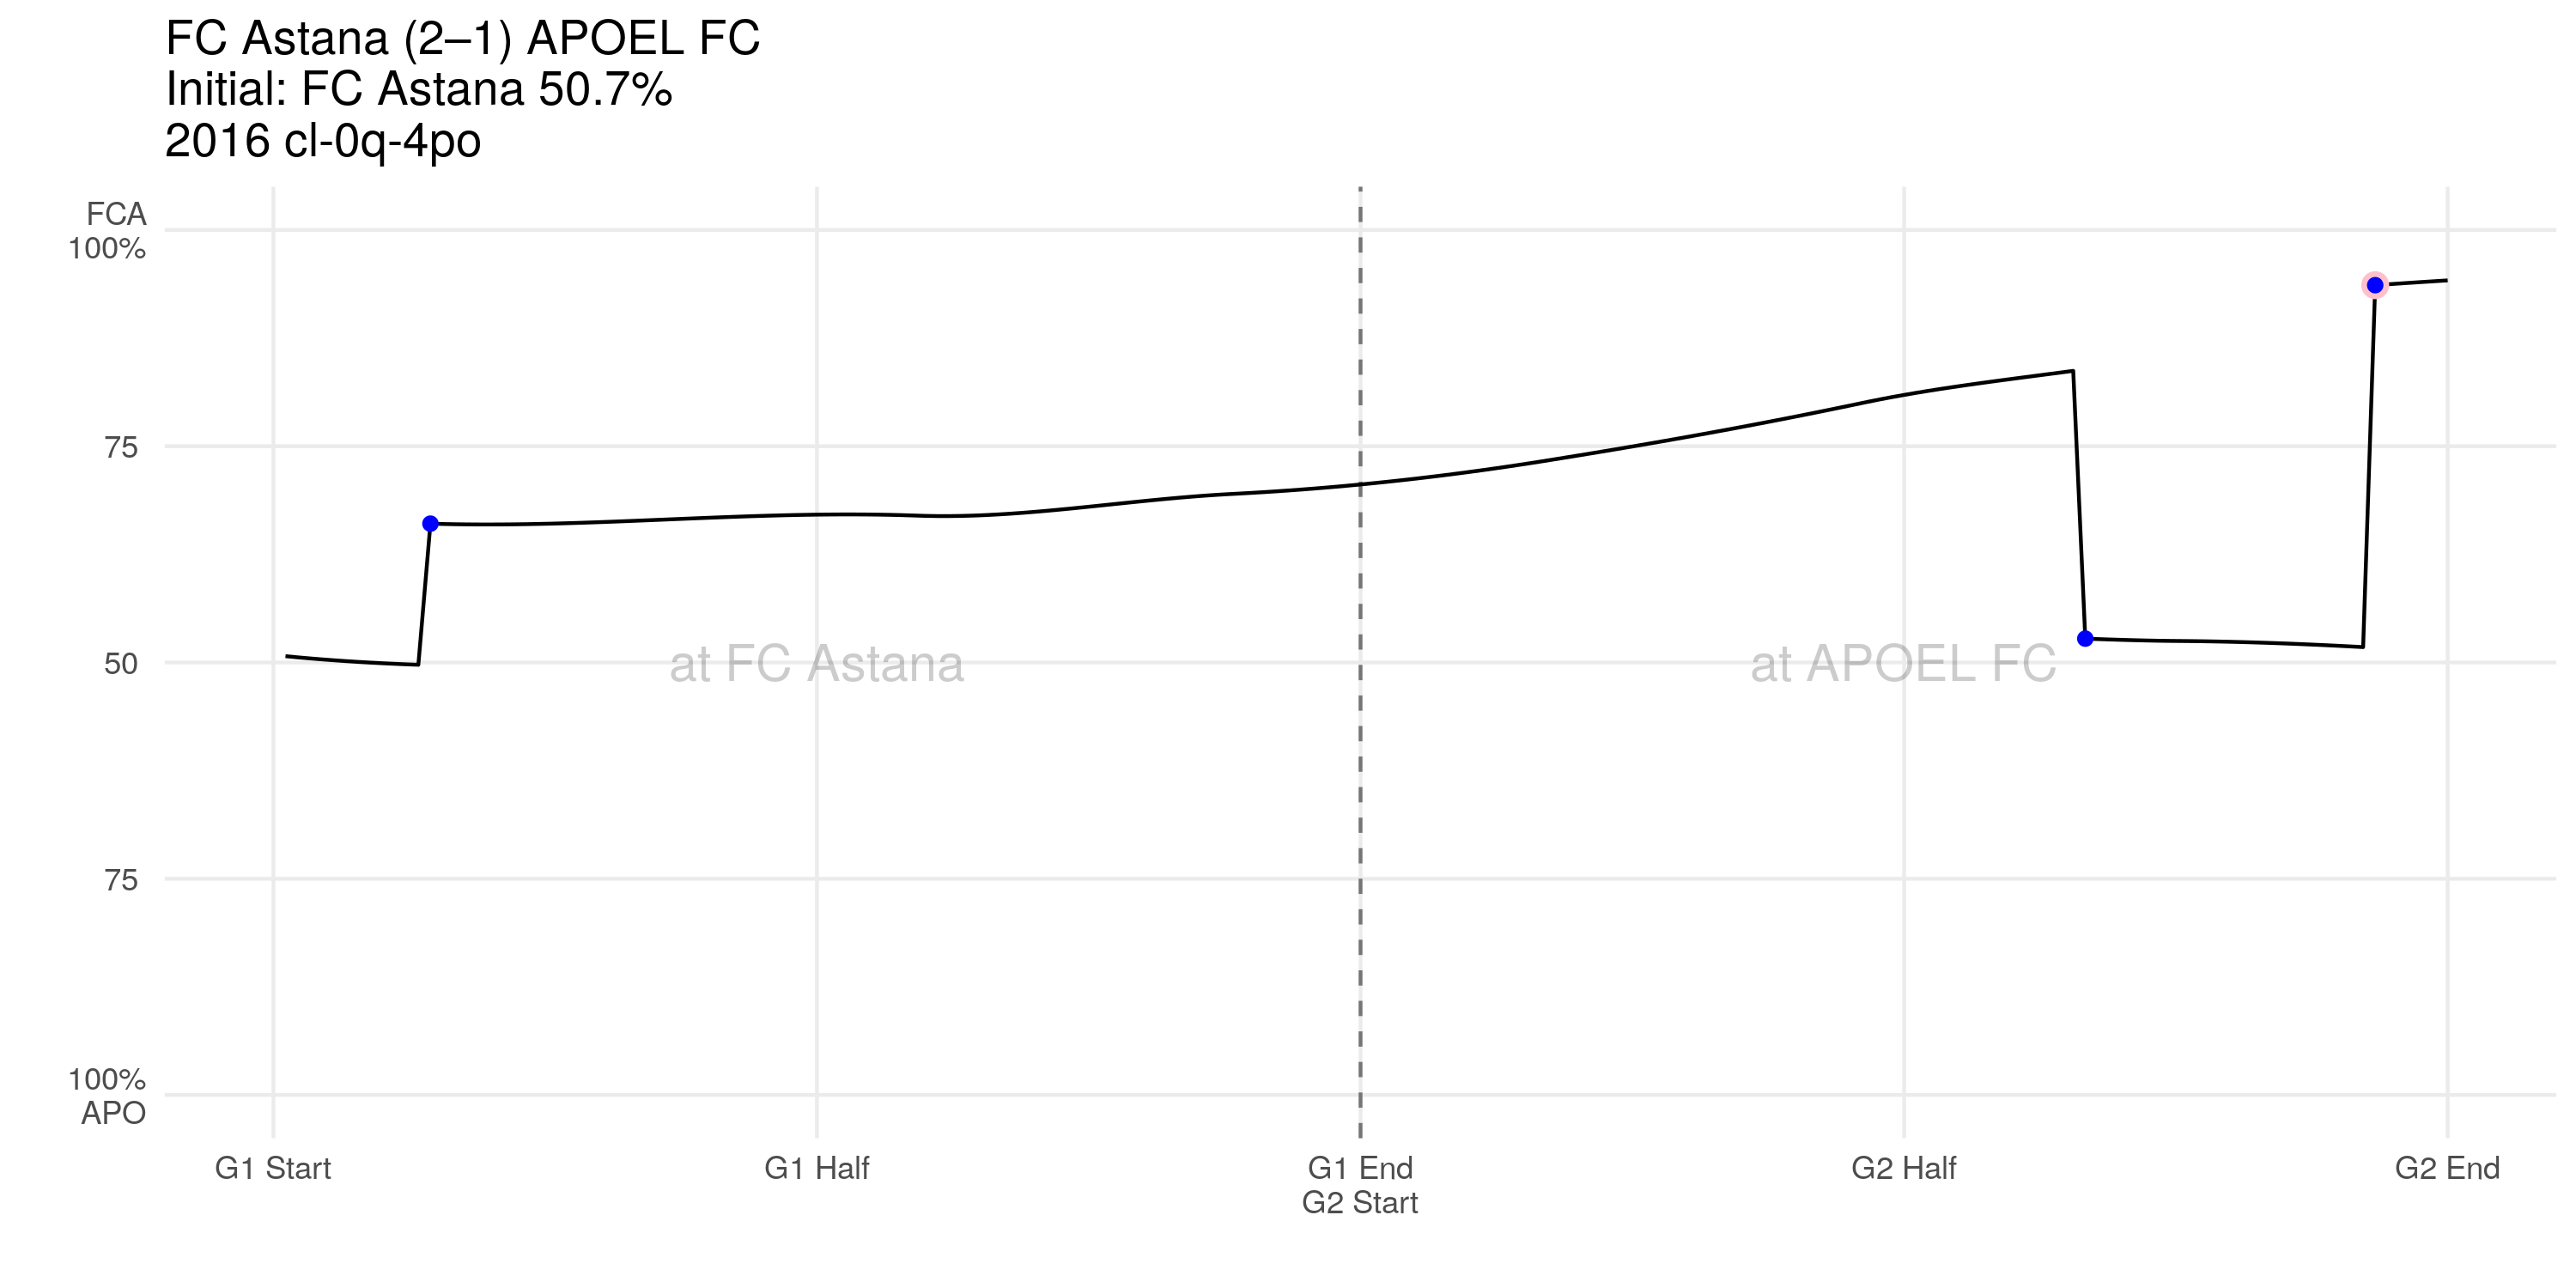 FC Astana (2–1) APOEL FC
Initial: FC Astana 50.7%
2016 cl-0q-4po
FCA
100%
75
50
75
100%
APO
at FC Astana
at APOEL FC
G1 Start
G1 Half
G1 End
G2 Start
G2 Half
G2 End